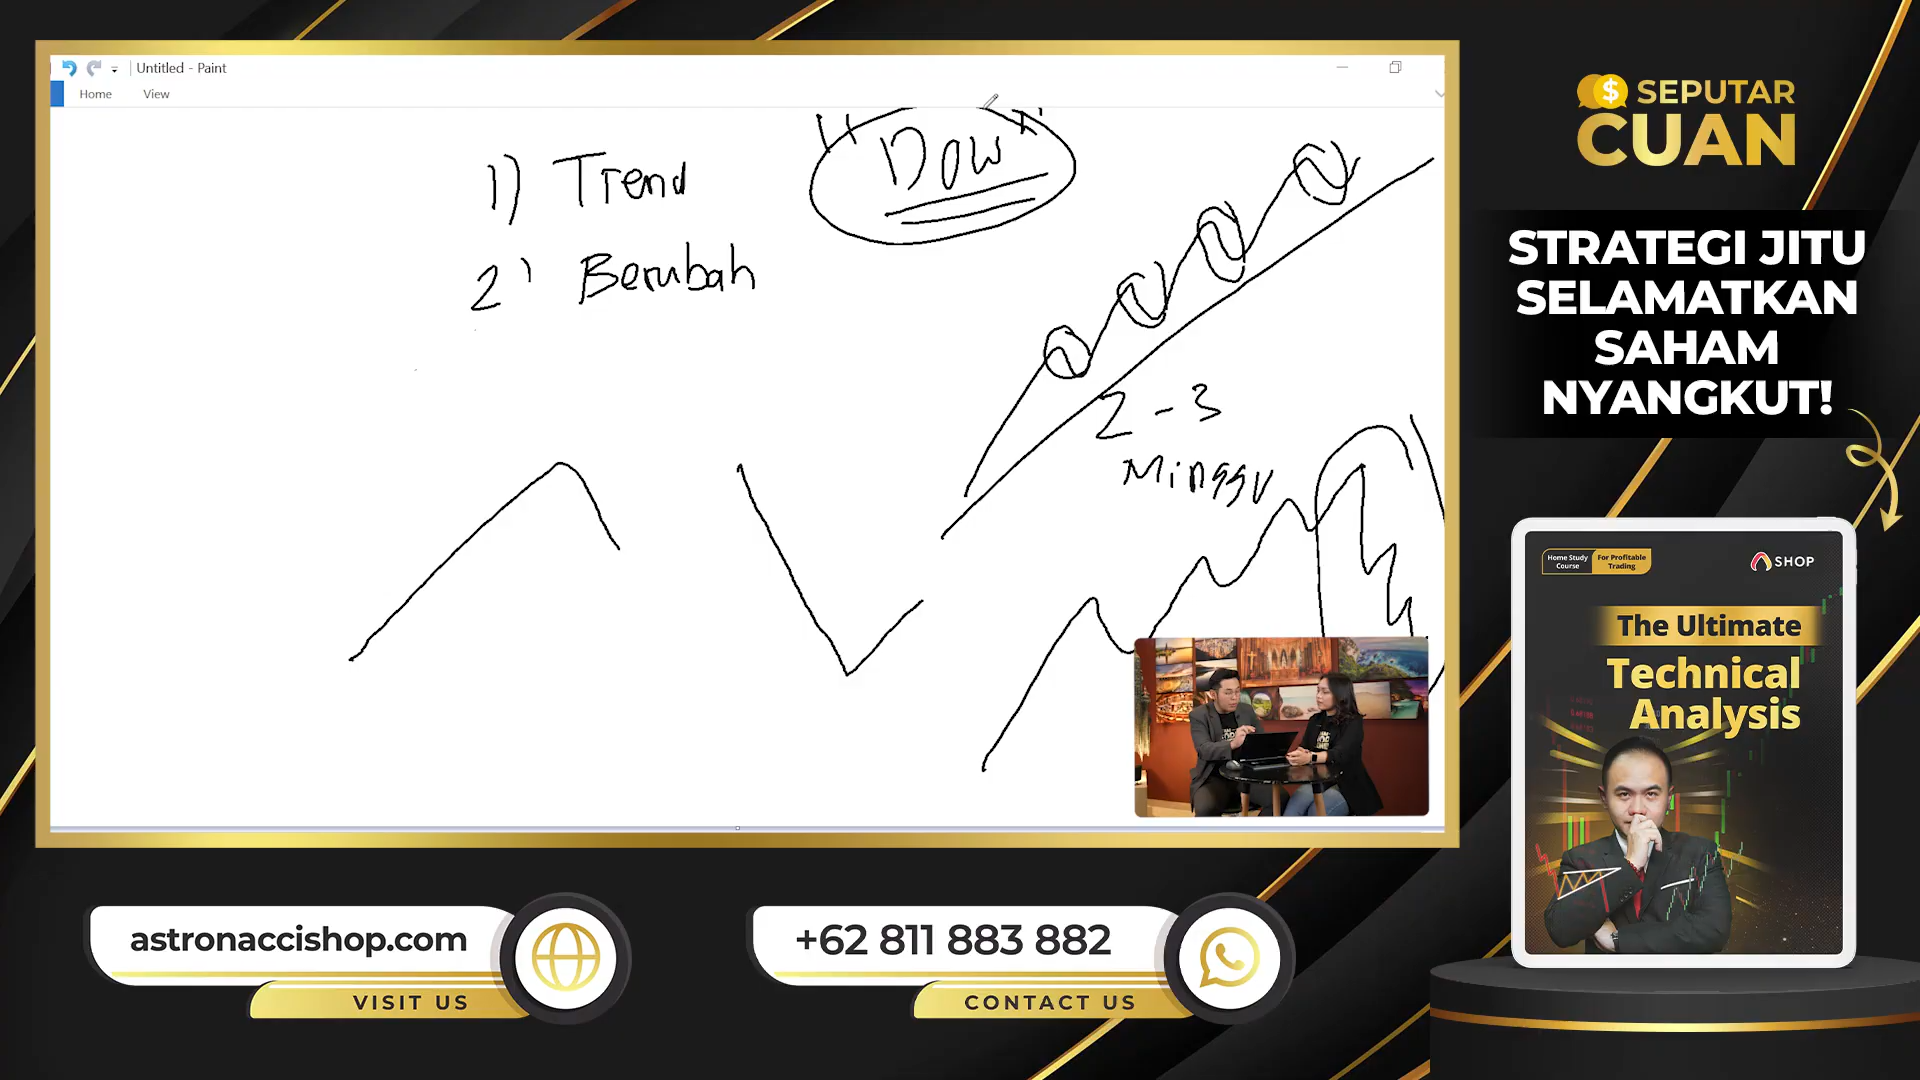 Untitled - Paint
Home View
1) Trend
"Dow"
2) Berubah
2 - 3
Minggu
$ SEPUTAR
CUAN
STRATEGI JITU
SELAMATKAN
SAHAM
NYANGKUT!
Home Study
Course
For Profitable
Trading
SHOP
The Ultimate
Technical
Analysis
astronaccishop.com
VISIT US
+62 811 883 882
CONTACT US